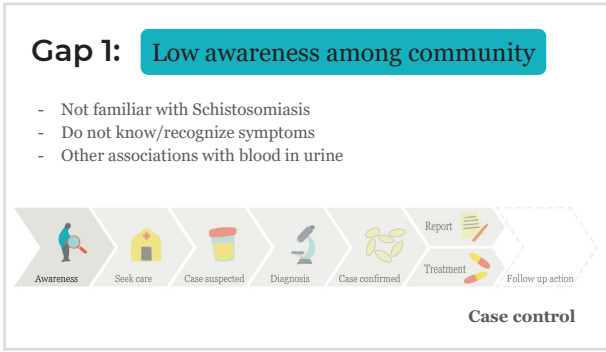 Gap 1: Low awareness among community
- Not familiar with Schistosomiasis
- Do not know/recognize symptoms
- Other associations with blood in urine
Report
Treatment
Awareness Seek care Case suspected Diagnosis Case confirmed Follow up action
Case control